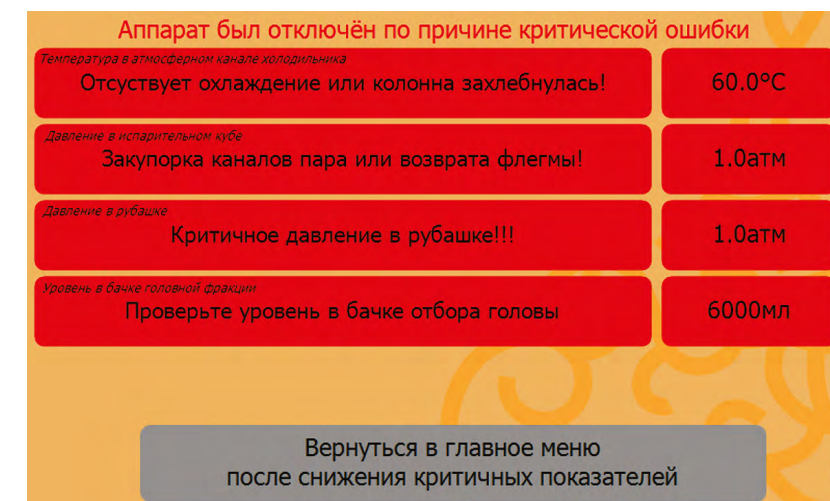 Аппарат был отключён по причине критической ошибки
Температура в атмосферном канале холодильника
Отсуствует охлаждение или колонна захлебнулась!
60.0°C
Давление в испарительном кубе
Закупорка каналов пара или возврата флегмы!
1.0атм
Давление в рубашке
Критичное давление в рубашке!!!
1.0атм
Уровень в бачке головной фракции
Проверьте уровень в бачке отбора головы
6000мл
Вернуться в главное меню
после снижения критичных показателей